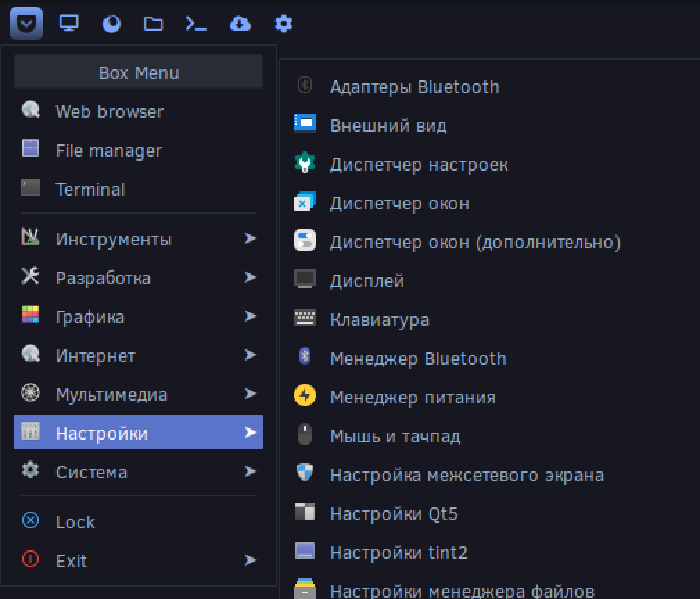 Box Menu
Web browser
File manager
Terminal
Инструменты
Разработка
Графика
Интернет
Мультимедиа
Настройки
Система
Lock
Exit
Адаптеры Bluetooth
Внешний вид
Диспетчер настроек
Диспетчер окон
Диспетчер окон (дополнительно)
Дисплей
Клавиатура
Менеджер Bluetooth
Менеджер питания
Мышь и тачпад
Настройка межсетевого экрана
Настройки Qt5
Настройки tint2
Настройки менеджера файлов